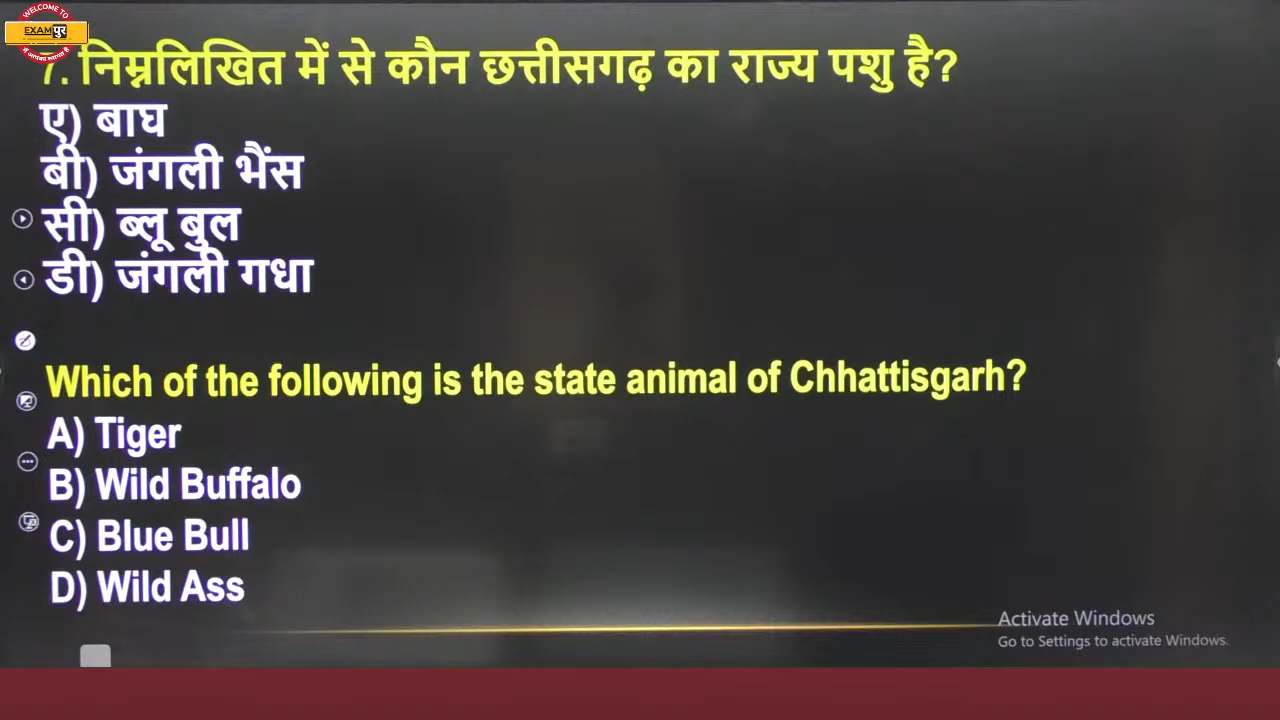 WELCOME TO
EXAMपुर
7. निम्नलिखित में से कौन छत्तीसगढ़ का राज्य पशु है?
ए) बाघ
बी) जंगली भैंस
सी) ब्लू बुल
डी) जंगली गधा
Which of the following is the state animal of Chhattisgarh?
A) Tiger
B) Wild Buffalo
C) Blue Bull
D) Wild Ass
Activate Windows
Go to Settings to activate Windows.